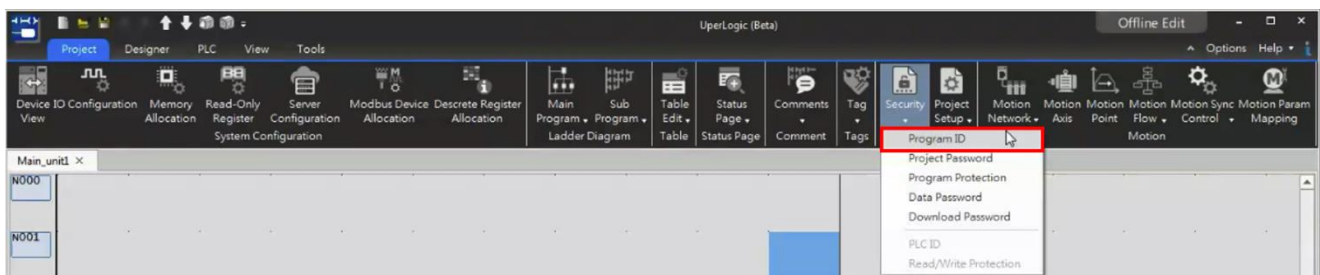 UperLogic (Beta)
Offline Edit
Project Designer PLC View Tools
Options Help
Device View
IO Configuration
Memory Allocation
Read-Only Register
Server Configuration
Modbus Device Allocation
Descrete Register Allocation
Main Program
Sub Program
Table Edit
Status Page
Comments
Tag
Security
Project Setup
Motion Network
Motion Axis
Motion Point
Motion Flow
Motion Sync Control
Motion Param Mapping
System Configuration
Ladder Diagram
Table
Status Page
Comment
Tags
Motion
Program ID
Project Password
Program Protection
Data Password
Download Password
PLC ID
Read/Write Protection
Main_unit1 ×
N000
N001